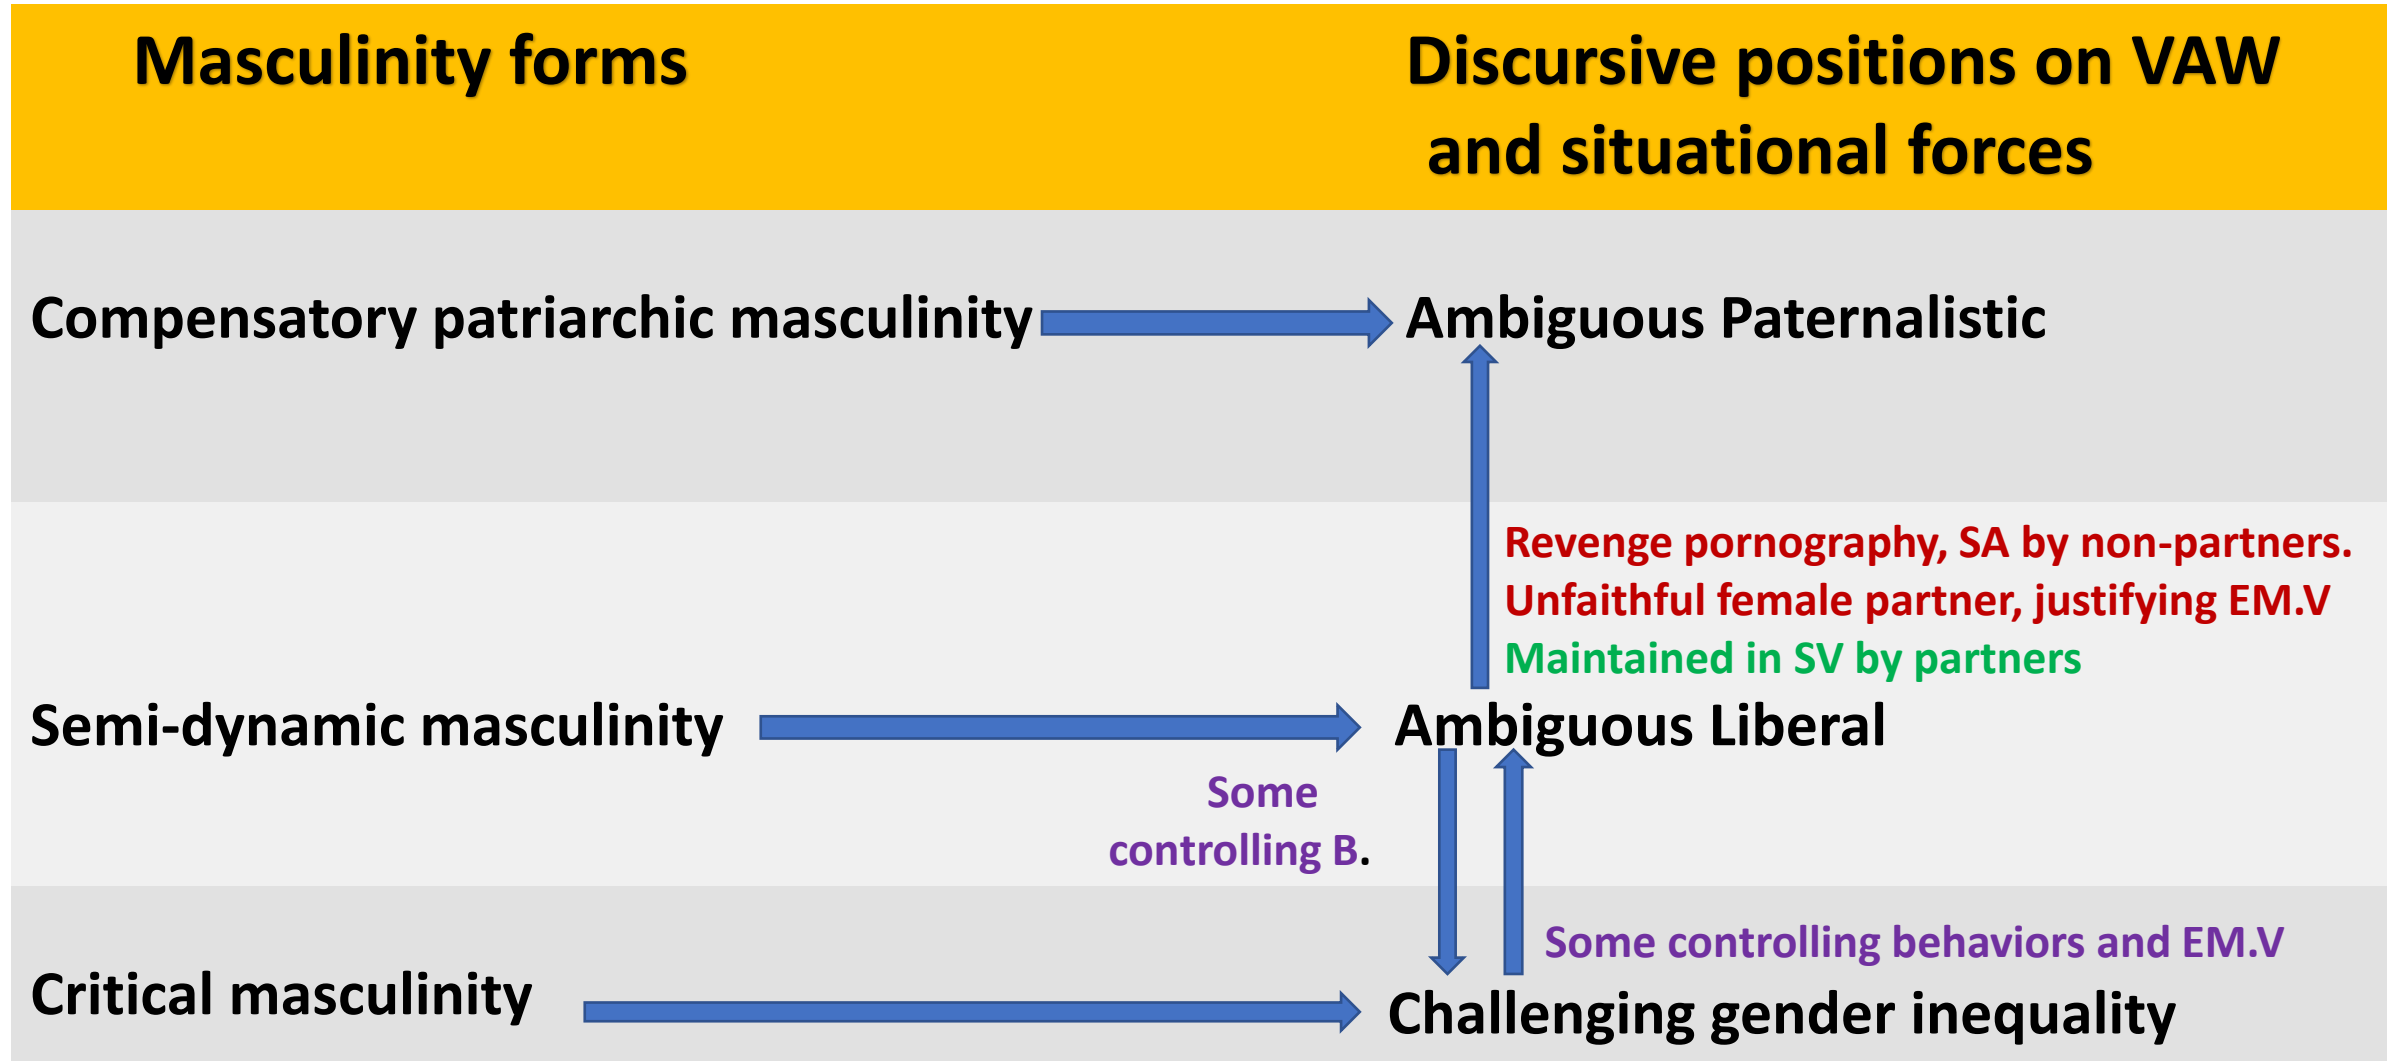 Masculinity forms
Discursive positions on VAW
and situational forces
Compensatory patriarchic masculinity
Ambiguous Paternalistic
Revenge pornography, SA by non-partners.
Unfaithful female partner, justifying EM.V
Maintained in SV by partners
Semi-dynamic masculinity
Ambiguous Liberal
Some
controlling B.
Some controlling behaviors and EM.V
Critical masculinity
Challenging gender inequality